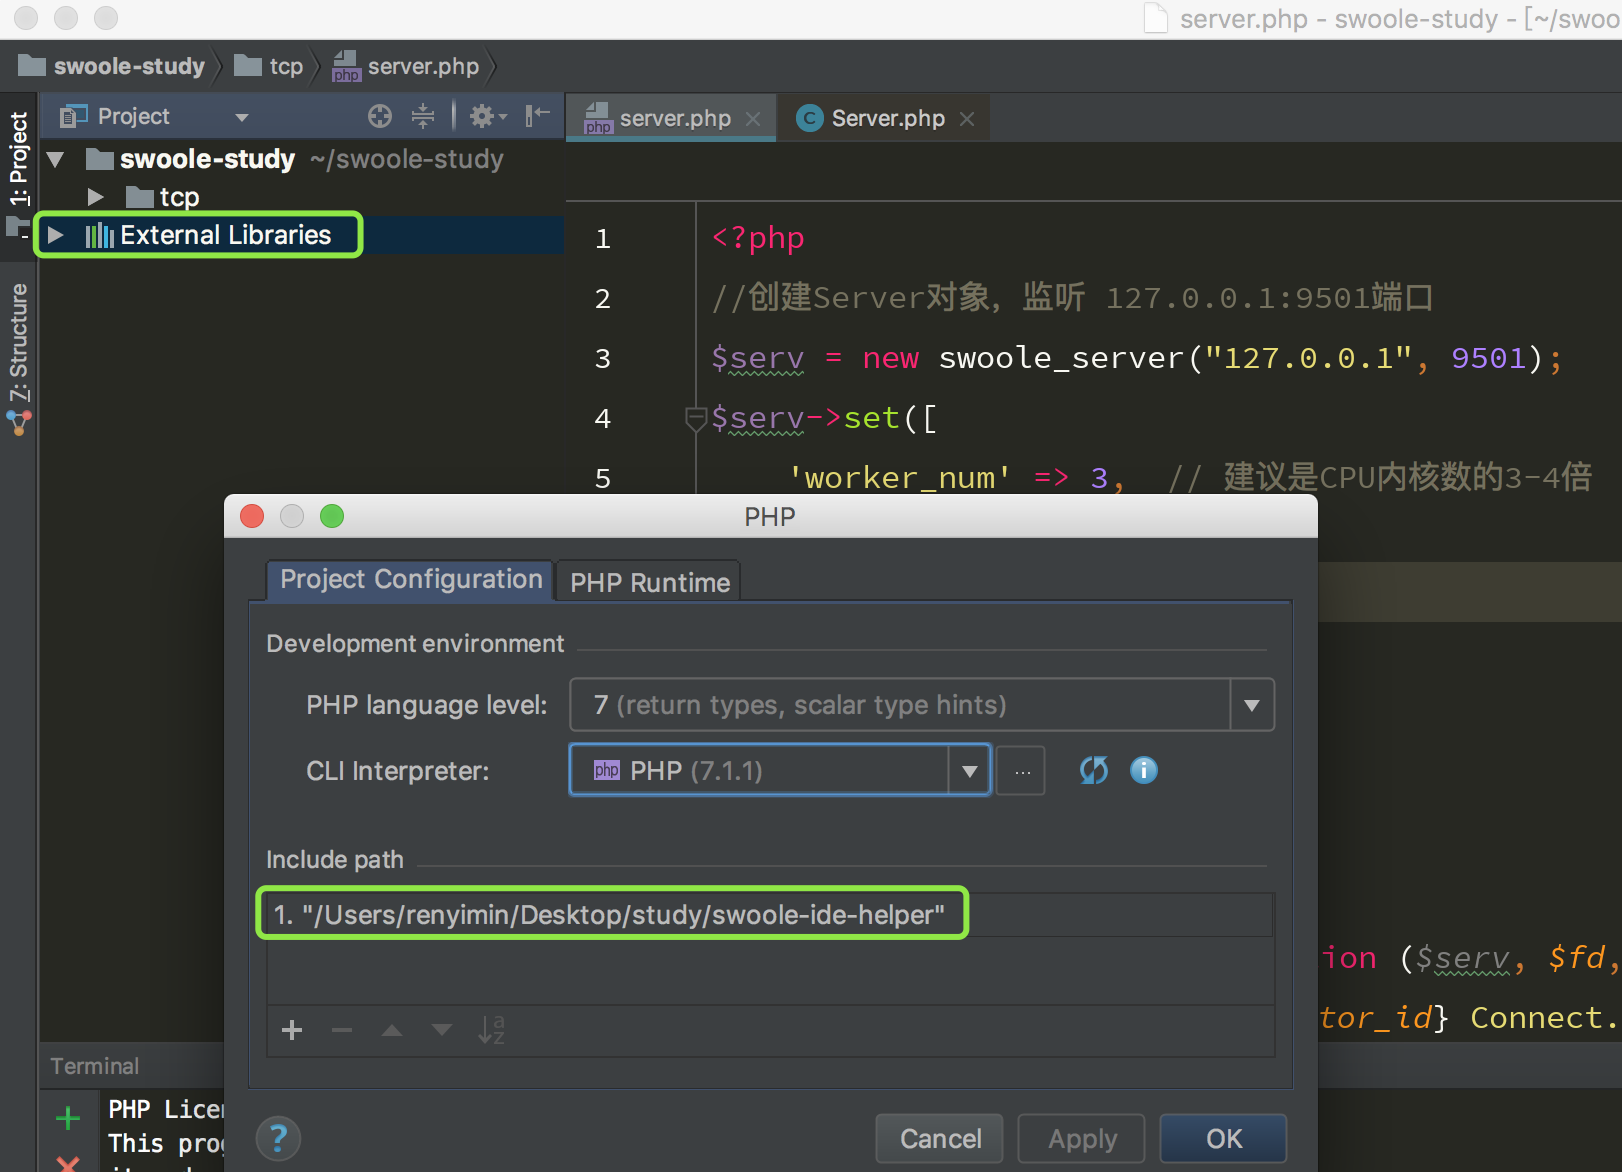 server.php - swoole-study - [~/swoo
swoole-study tcp server.php
Project
server.php
Server.php
1: Project
7: Structure
swoole-study ~/swoole-study
tcp
External Libraries
1 <?php
2 //创建Server对象，监听 127.0.0.1:9501端口
3 $serv = new swoole_server("127.0.0.1", 9501);
4 $serv->set([
5 'worker_num' => 3, // 建议是CPU内核数的3-4倍
PHP
Project Configuration
PHP Runtime
Development environment
PHP language level: 7 (return types, scalar type hints)
CLI Interpreter: php PHP (7.1.1) ...
Include path
1. "/Users/renyimin/Desktop/study/swoole-ide-helper"
ion ($serv, $fd,
tor_id} Connect.
Terminal
PHP Licen
This prog
? Cancel Apply OK